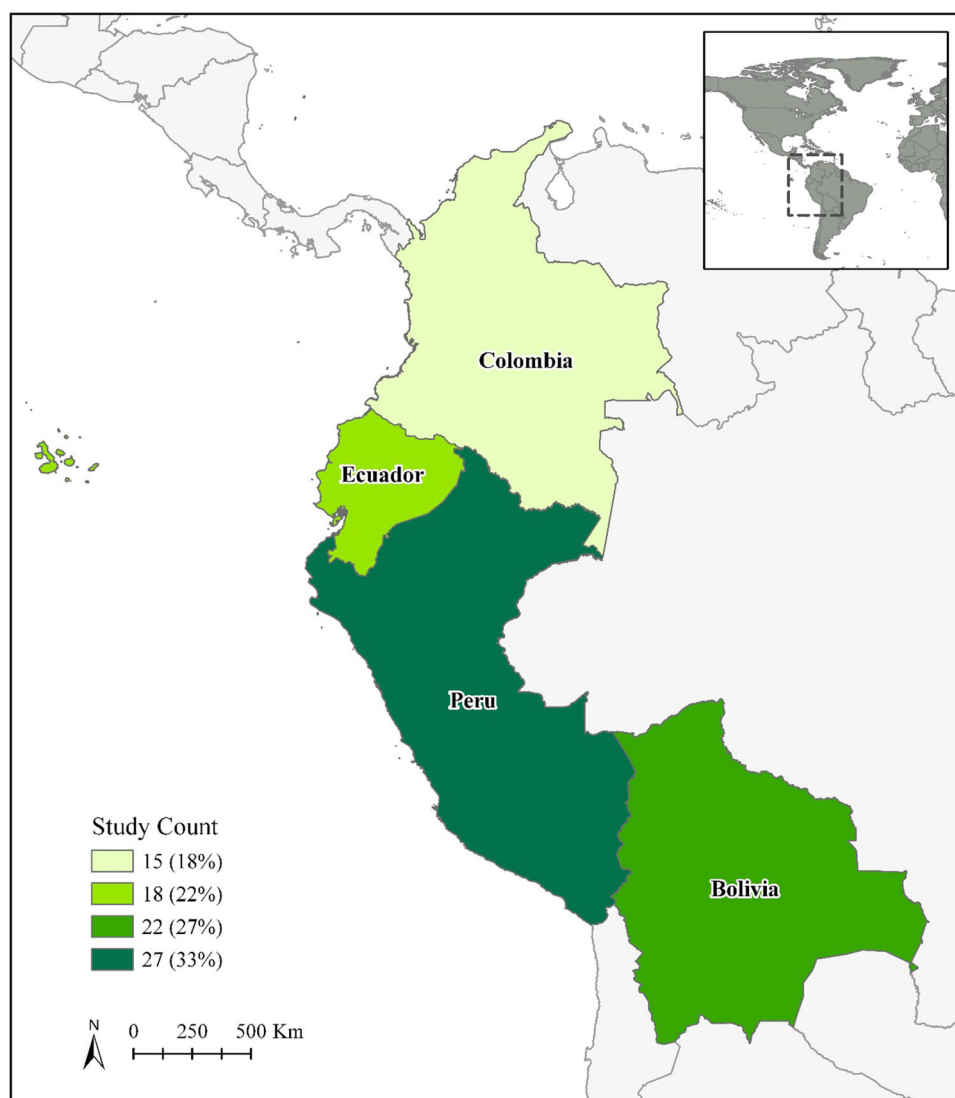 Colombia
Ecuador
Peru
Bolivia
Study Count
15 (18%)
18 (22%)
22 (27%)
27 (33%)
N
0 250 500 Km